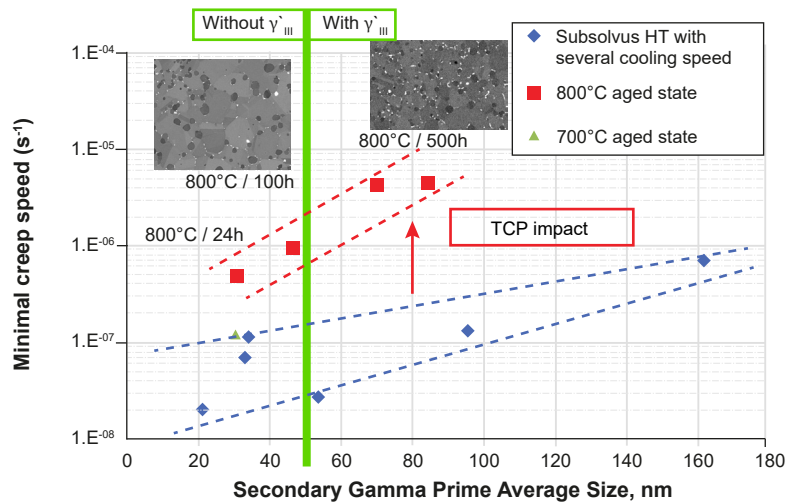 Without γ`III
With γ`III
Subsolvus HT with
several cooling speed
800°C aged state
700°C aged state
1.E-04
1.E-05
1.E-06
1.E-07
1.E-08
Minimal creep speed (s-1)
800°C / 100h
800°C / 500h
800°C / 24h
TCP impact
0 20 40 60 80 100 120 140 160 180
Secondary Gamma Prime Average Size, nm